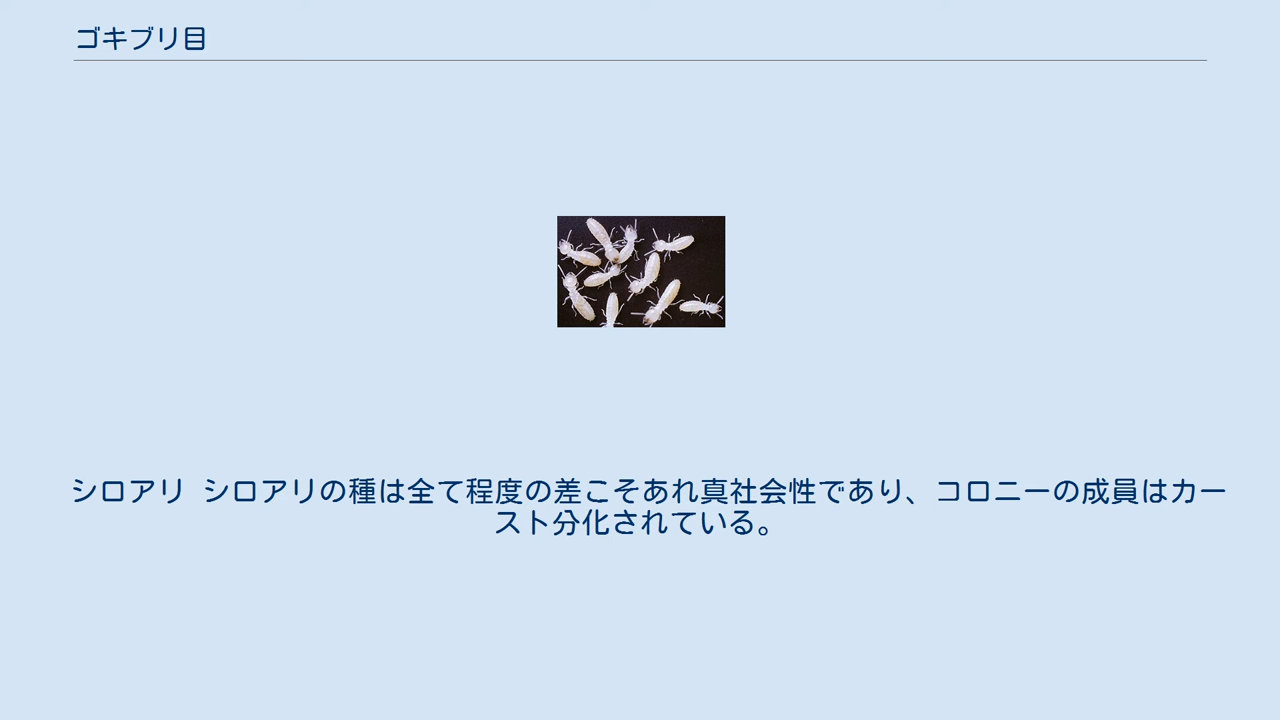 ゴキブリ目
シロアリ シロアリの種は全て程度の差こそあれ真社会性であり、コロニーの成員はカー
スト分化されている。